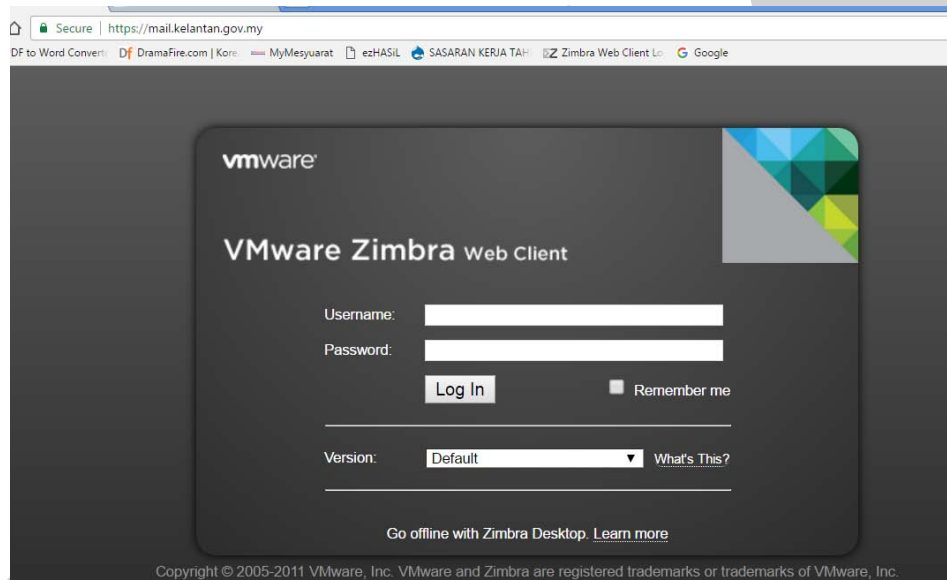 Secure | https://mail.kelantan.gov.my
DF to Word Convert Df DramaFire.com | Kore MyMesyuarat ezHASiL SASARAN KERJA TAH Zimbra Web Client Lo G Google
vmware
VMware Zimbra Web Client
Username:
Password:
Log In Remember me
Version: Default What's This?
Go offline with Zimbra Desktop. Learn more
Copyright © 2005-2011 VMware, Inc. VMware and Zimbra are registered trademarks or trademarks of VMware, Inc.